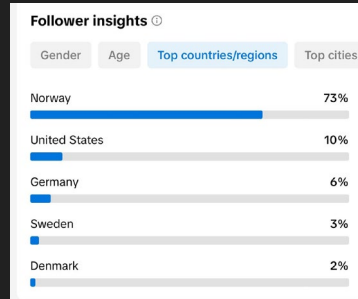 Follower insights
Gender Age Top countries/regions Top cities
Norway 73%
United States 10%
Germany 6%
Sweden 3%
Denmark 2%